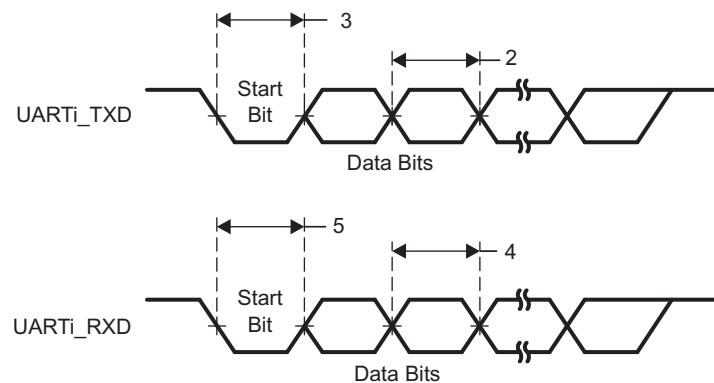 3
2
Start
Bit
UARTi_TXD
Data Bits
5
4
Start
Bit
UARTi_RXD
Data Bits